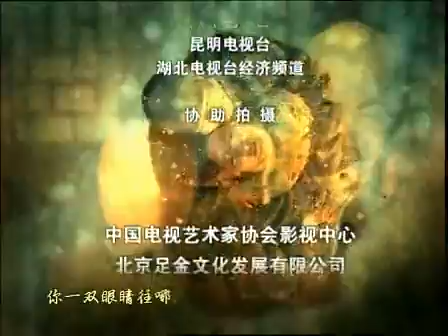 昆明电视台
湖北电视台经济频道
协助拍摄
中国电视艺术家协会影视中心
北京足金文化发展有限公司
你一双眼睛往哪